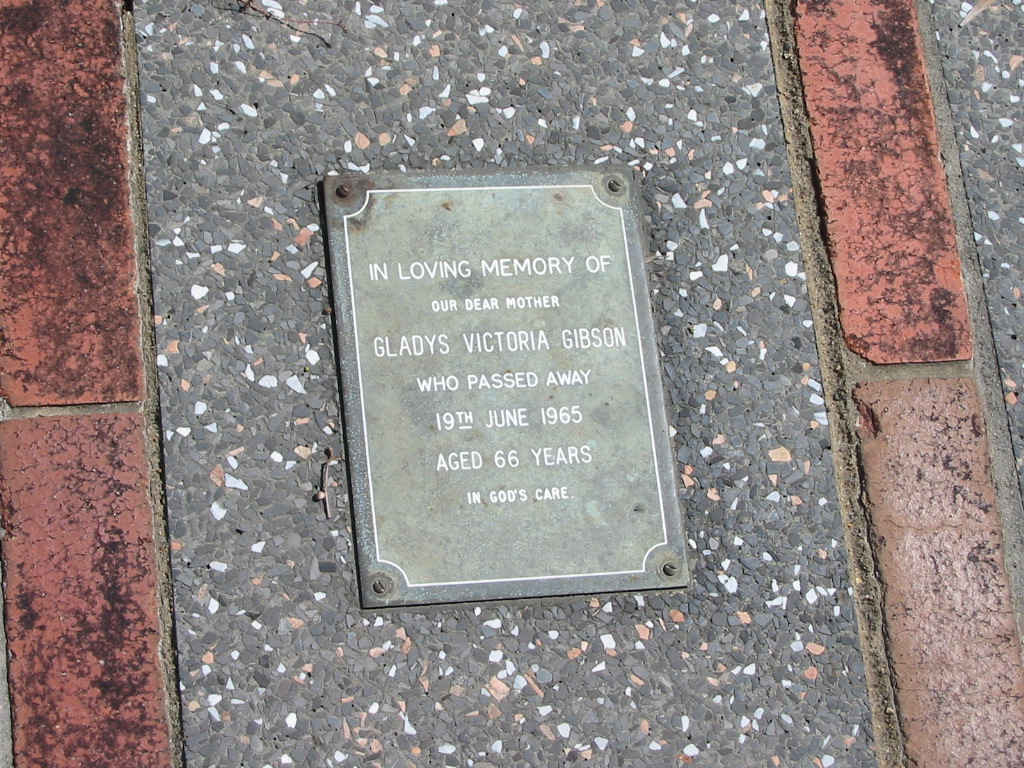 IN LOVING MEMORY OF
OUR DEAR MOTHER
GLADYS VICTORIA GIBSON
WHO PASSED AWAY
19TH JUNE 1965
AGED 66 YEARS
IN GOD'S CARE.